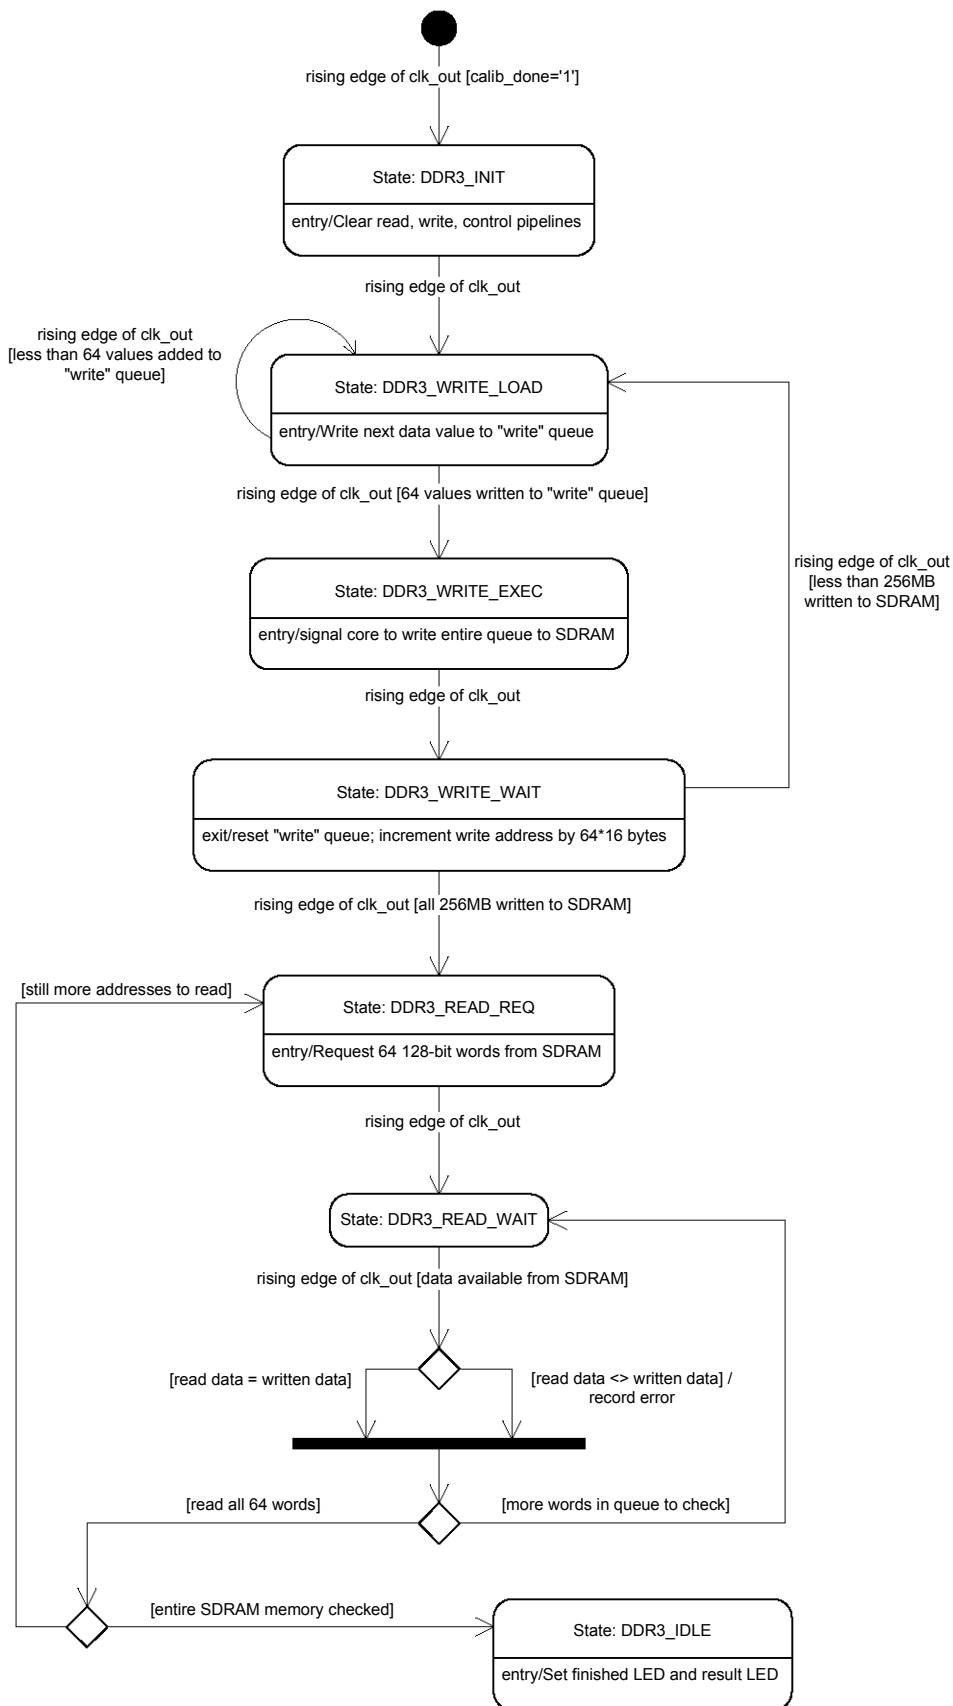 rising edge of clk_out [calib_done='1']
State: DDR3_INIT
entry/Clear read, write, control pipelines
rising edge of clk_out
rising edge of clk_out
[less than 64 values added to
"write" queue]
State: DDR3_WRITE_LOAD
entry/Write next data value to "write" queue
rising edge of clk_out [64 values written to "write" queue]
rising edge of clk_out
[less than 256MB
written to SDRAM]
State: DDR3_WRITE_EXEC
entry/signal core to write entire queue to SDRAM
rising edge of clk_out
State: DDR3_WRITE_WAIT
exit/reset "write" queue; increment write address by 64*16 bytes
rising edge of clk_out [all 256MB written to SDRAM]
[still more addresses to read]
State: DDR3_READ_REQ
entry/Request 64 128-bit words from SDRAM
rising edge of clk_out
State: DDR3_READ_WAIT
rising edge of clk_out [data available from SDRAM]
[read data = written data]
[read data <> written data] /
record error
[read all 64 words]
[more words in queue to check]
[entire SDRAM memory checked]
State: DDR3_IDLE
entry/Set finished LED and result LED